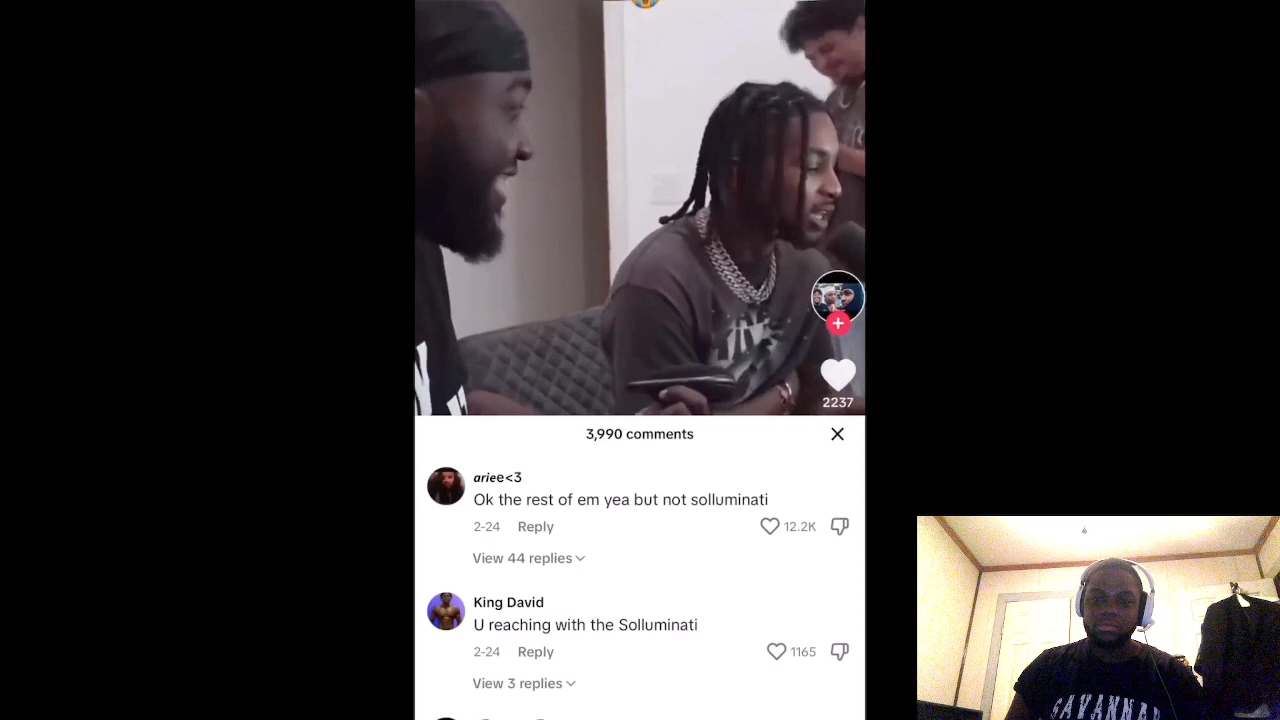 2237
3,990 comments
ariee<3
Ok the rest of em yea but not solluminati
2-24 Reply
12.2K
View 44 replies
King David
U reaching with the Solluminati
2-24 Reply
1165
View 3 replies
SAVANNAH